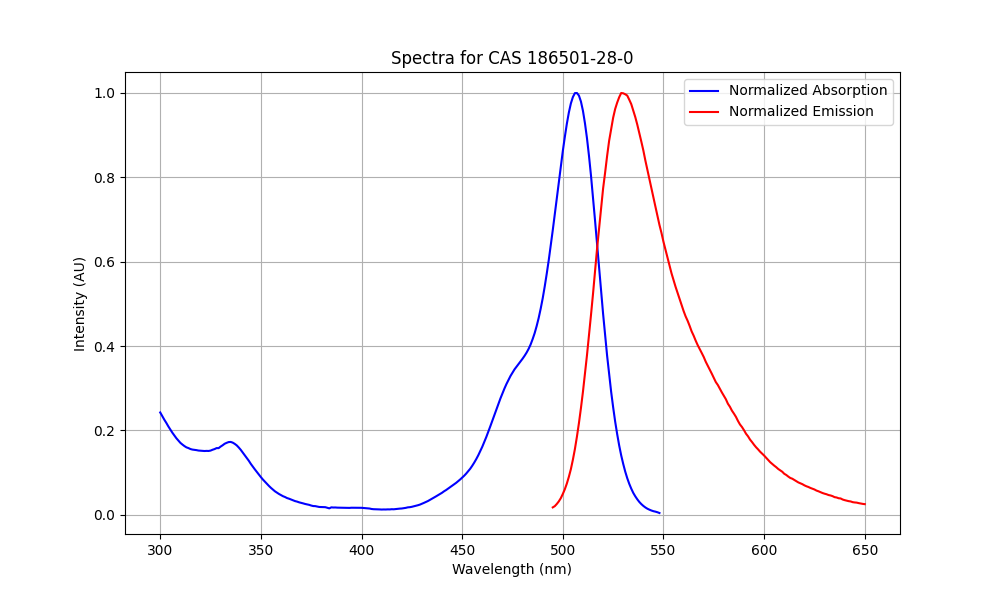 Spectra for CAS 186501-28-0
Normalized Absorption
Normalized Emission
1.0
0.8
0.6
0.4
0.2
0.0
Intensity (AU)
300 350 400 450 500 550 600 650
Wavelength (nm)